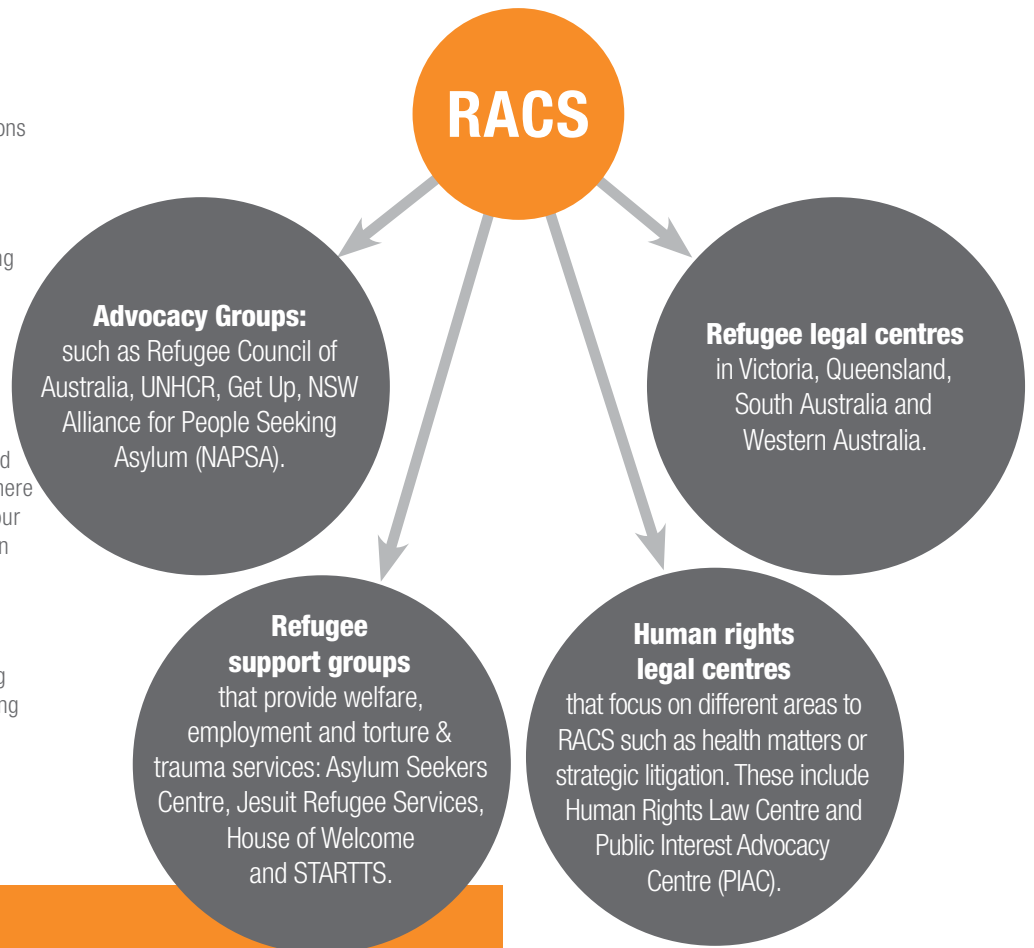 RACS
Advocacy Groups:
such as Refugee Council of
Australia, UNHCR, Get Up, NSW
Alliance for People Seeking
Asylum (NAPSA).
Refugee legal centres
in Victoria, Queensland,
South Australia and
Western Australia.
Refugee
support groups
that provide welfare,
employment and torture &
trauma services: Asylum Seekers
Centre, Jesuit Refugee Services,
House of Welcome
and STARTTS.
Human rights
legal centres
that focus on different areas to
RACS such as health matters or
strategic litigation. These include
Human Rights Law Centre and
Public Interest Advocacy
Centre (PIAC).